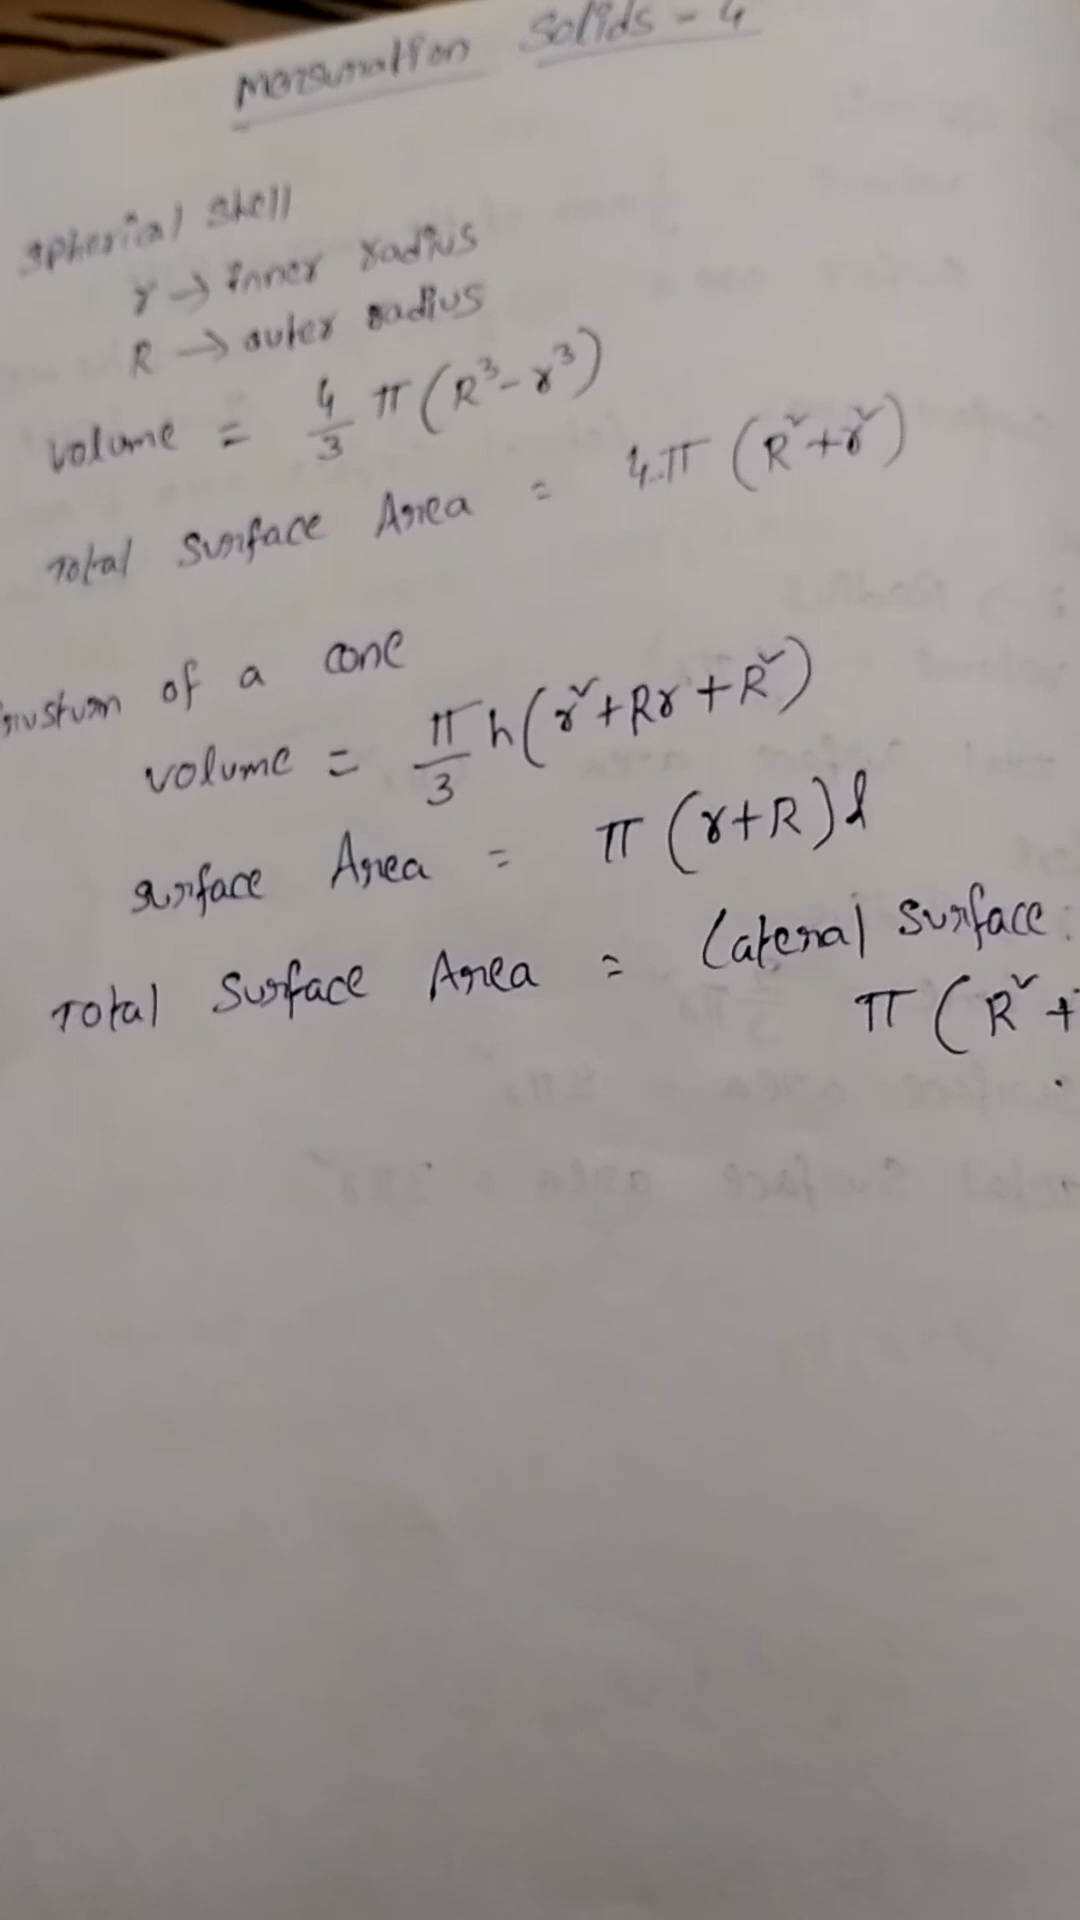 Mensuration Solids - 4
Spherical Shell
r → inner radius
R → outer radius
volume = 4/3 π (R³ - r³)
Total Surface Area = 4π (R² + r²)
frustum of a cone
volume = π/3 h (r² + Rr + R²)
Surface Area = π (r + R) l
Total Surface Area = Lateral Surface
π (R² +